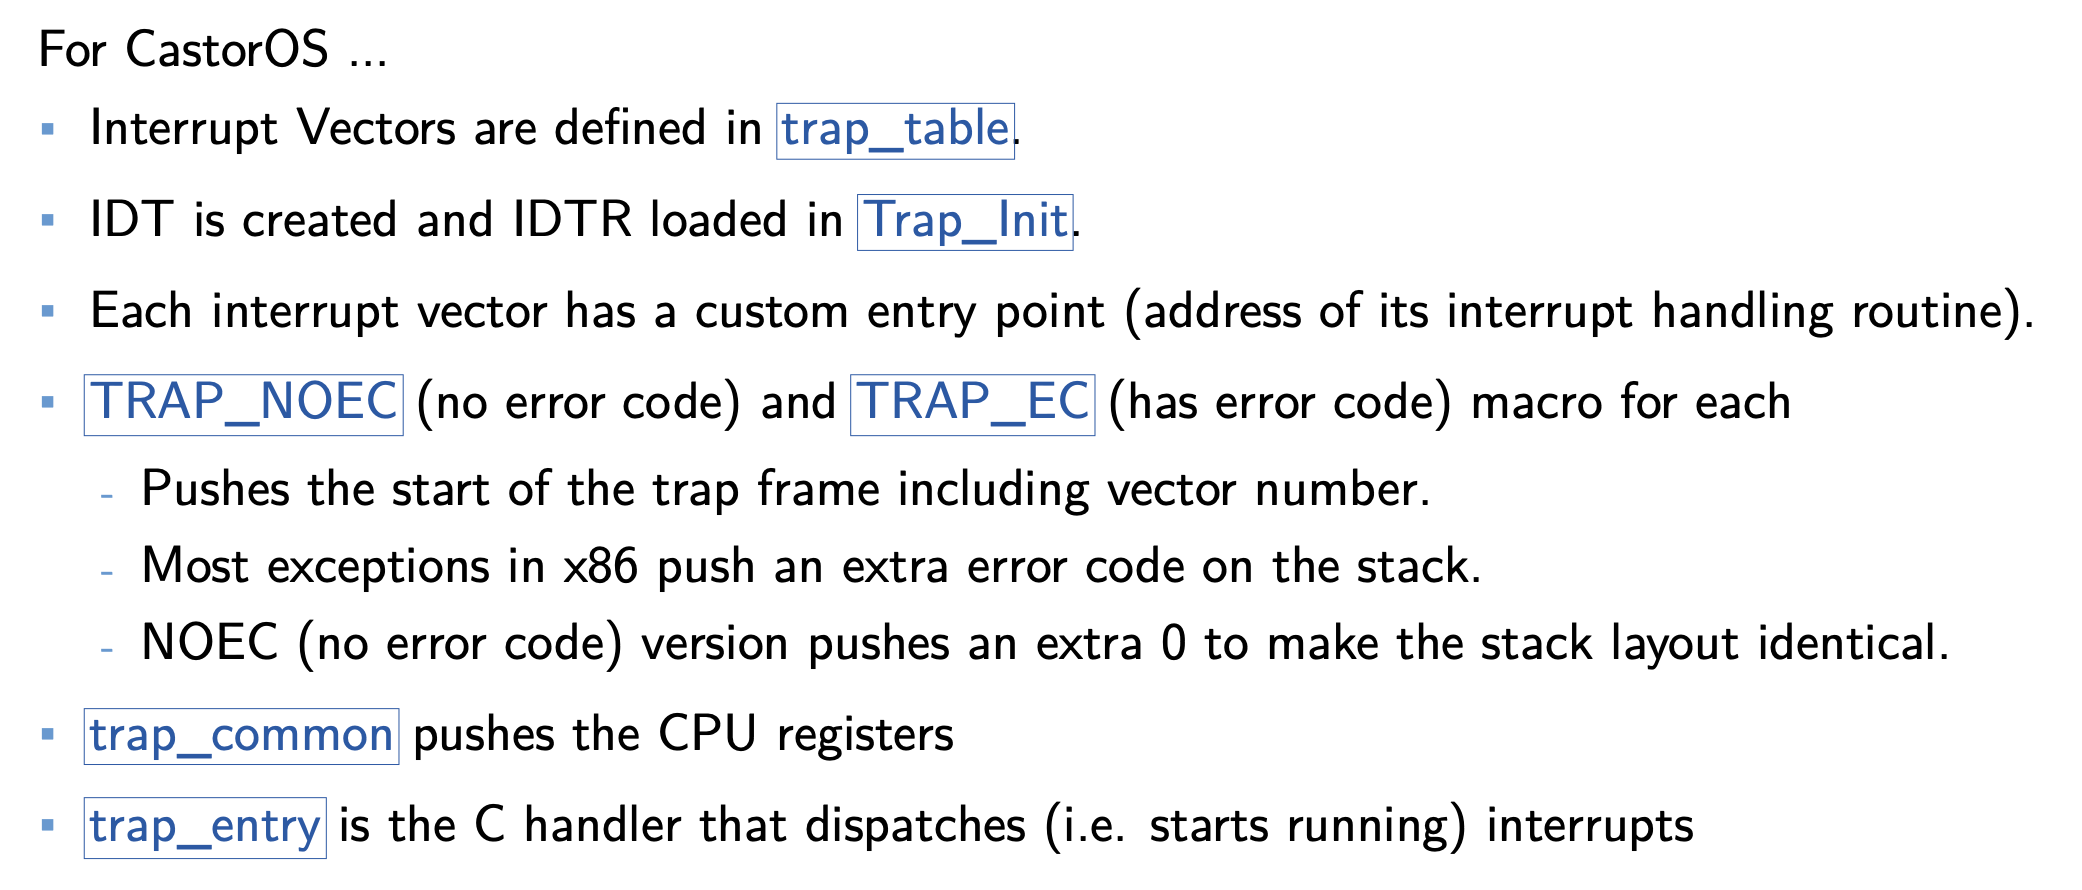 For CastorOS ...
▪ Interrupt Vectors are defined in trap_table.
▪ IDT is created and IDTR loaded in Trap_Init.
▪ Each interrupt vector has a custom entry point (address of its interrupt handling routine).
▪ TRAP_NOEC (no error code) and TRAP_EC (has error code) macro for each
- Pushes the start of the trap frame including vector number.
- Most exceptions in x86 push an extra error code on the stack.
- NOEC (no error code) version pushes an extra 0 to make the stack layout identical.
▪ trap_common pushes the CPU registers
▪ trap_entry is the C handler that dispatches (i.e. starts running) interrupts